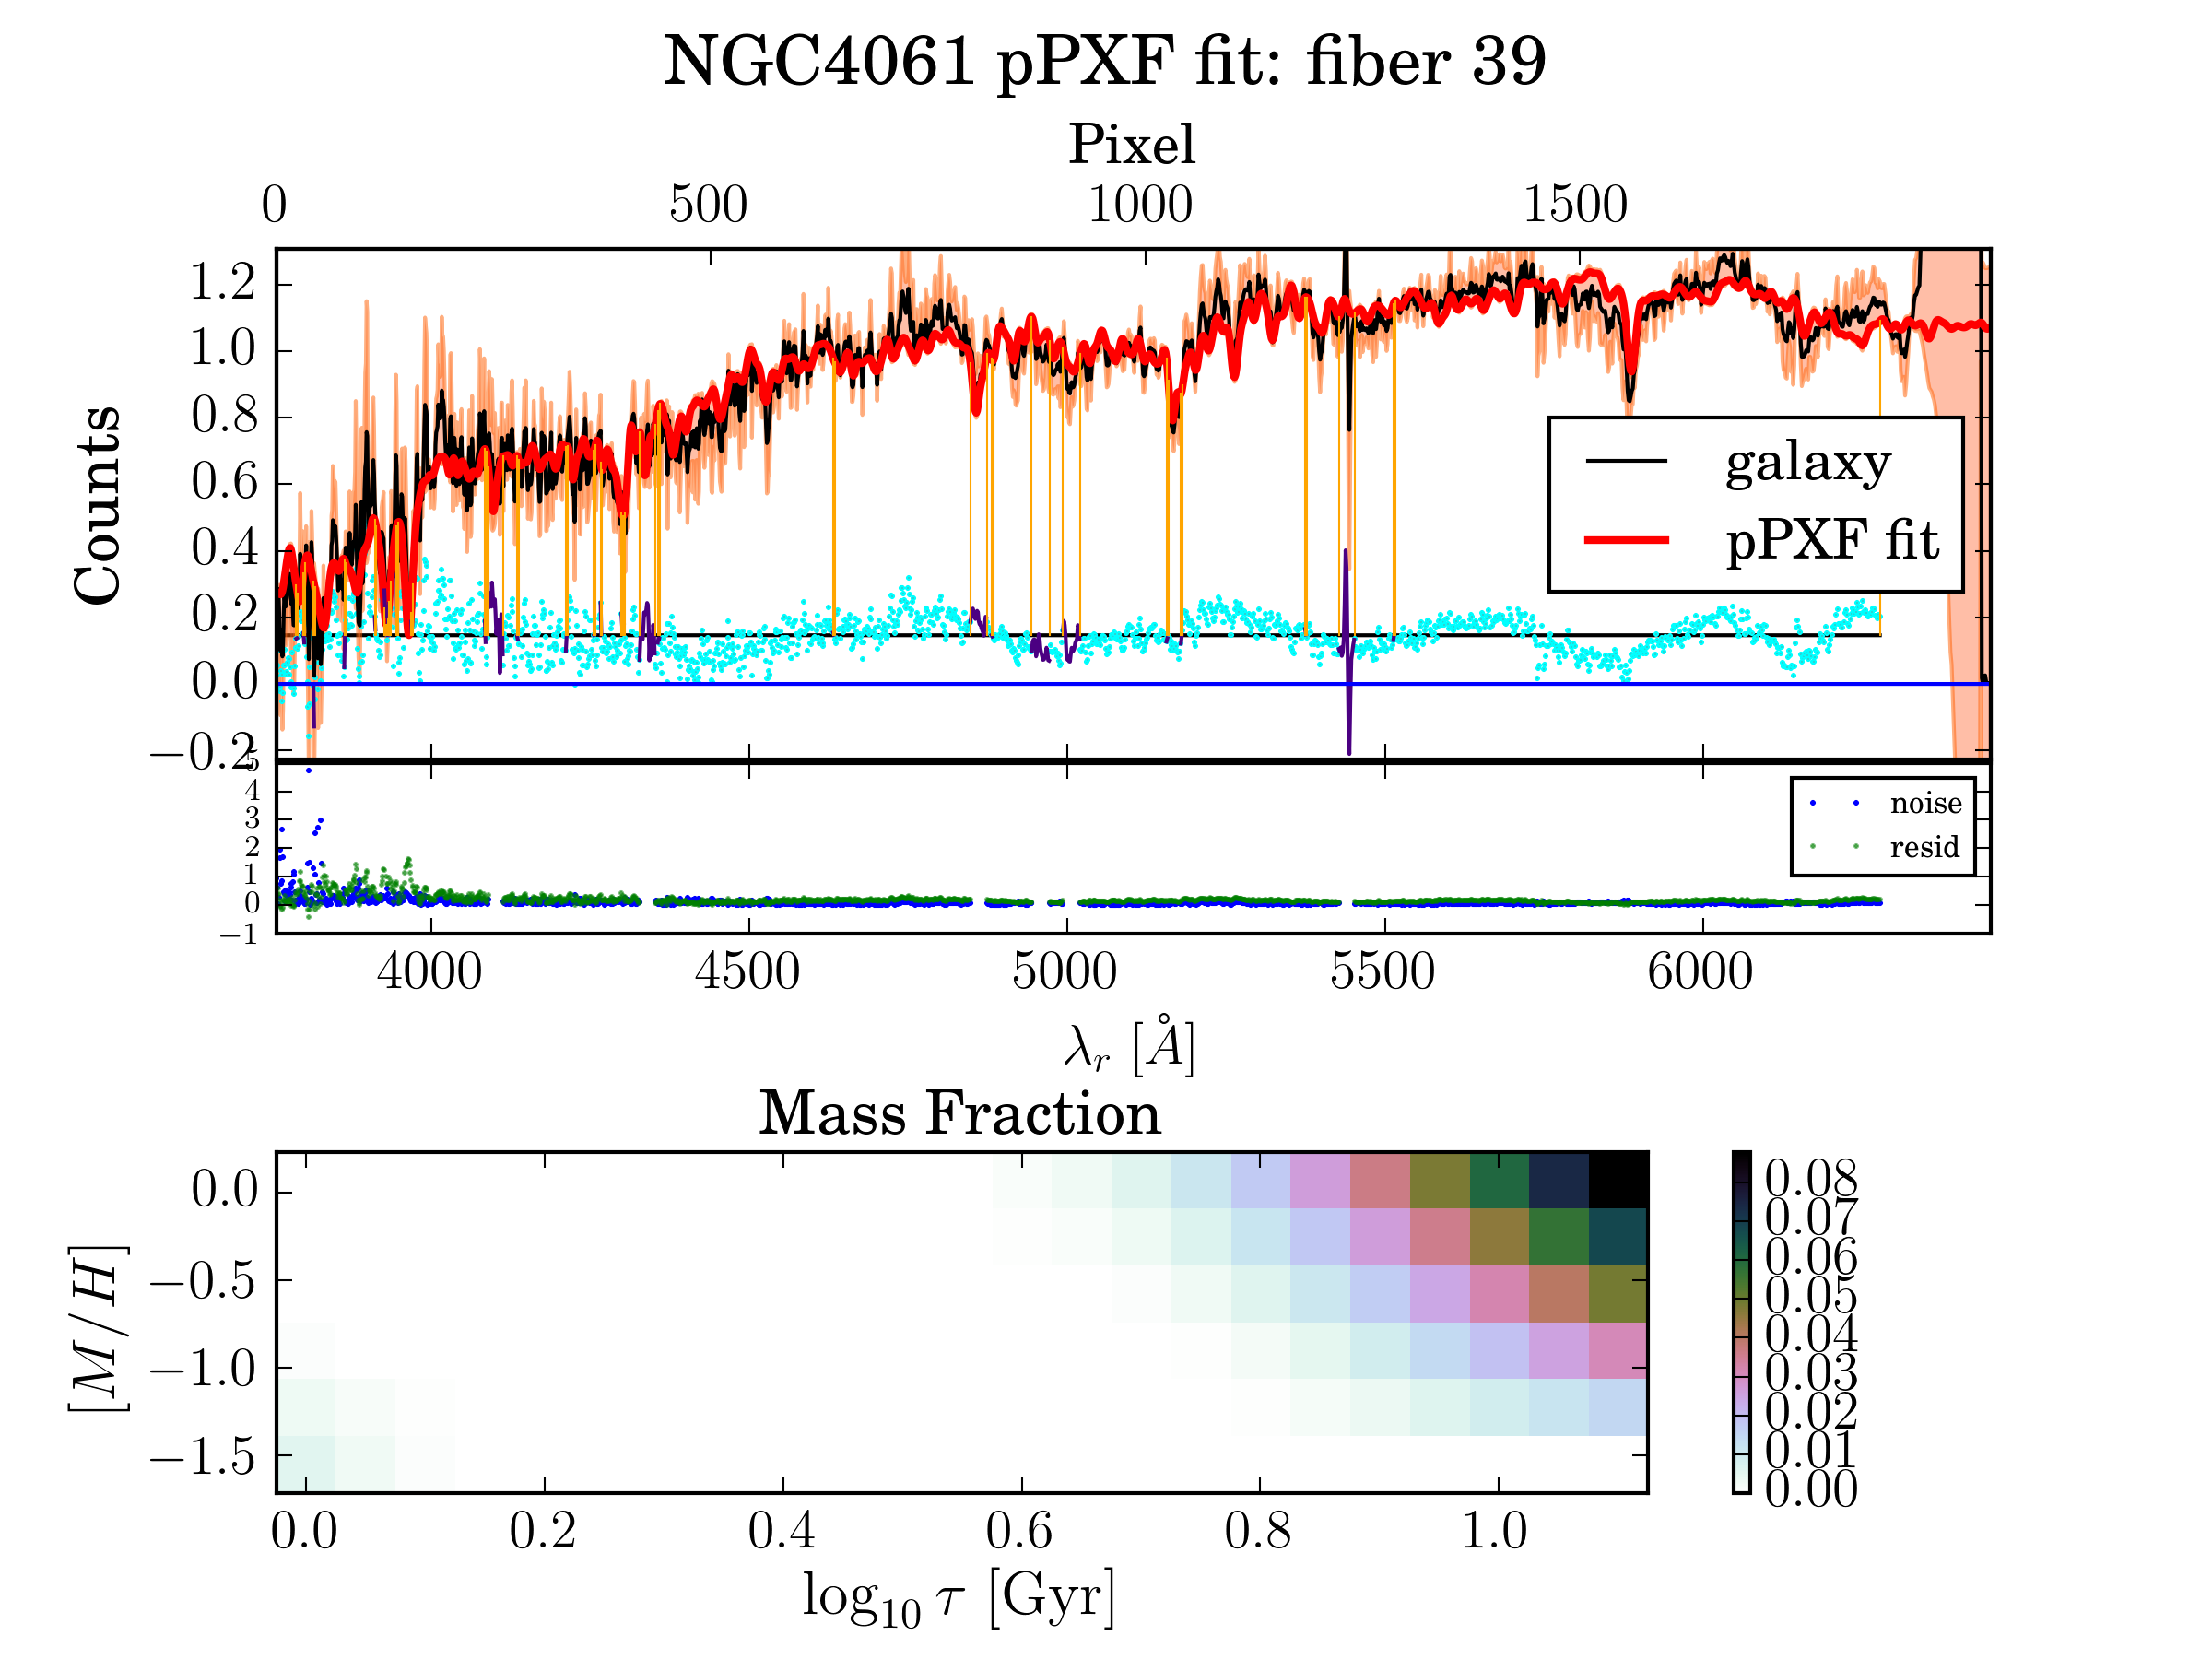 NGC4061 pPXF fit: fiber 39
Pixel
0 500 1000 1500
Counts
1.2
1.0
0.8
0.6
0.4
0.2
0.0
−0.2
galaxy
pPXF fit
5
4
3
2
1
0
−1
noise
resid
4000 4500 5000 5500 6000
λr [Å]
Mass Fraction
[M/H]
0.0
−0.5
−1.0
−1.5
0.08
0.07
0.06
0.05
0.04
0.03
0.02
0.01
0.00
0.0 0.2 0.4 0.6 0.8 1.0
log10 τ [Gyr]